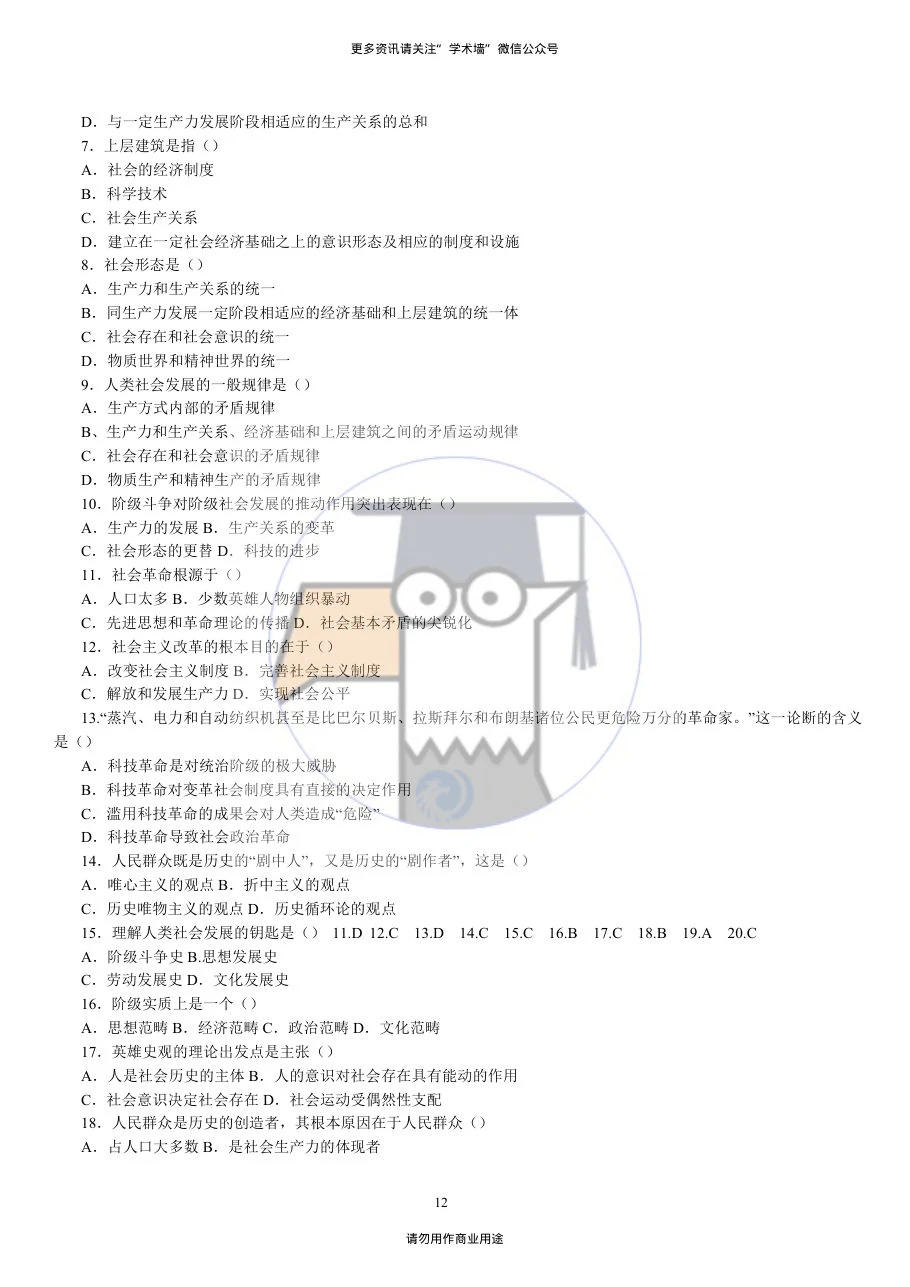 更多资讯请关注“学术墙”微信公众号
D．与一定生产力发展阶段相适应的生产关系的总和
7．上层建筑是指（）
A．社会的经济制度
B．科学技术
C．社会生产关系
D．建立在一定社会经济基础之上的意识形态及相应的制度和设施
8．社会形态是（）
A．生产力和生产关系的统一
B．同生产力发展一定阶段相适应的经济基础和上层建筑的统一体
C．社会存在和社会意识的统一
D．物质世界和精神世界的统一
9．人类社会发展的一般规律是（）
A．生产方式内部的矛盾规律
B、生产力和生产关系、经济基础和上层建筑之间的矛盾运动规律
C．社会存在和社会意识的矛盾规律
D．物质生产和精神生产的矛盾规律
10．阶级斗争对阶级社会发展的推动作用突出表现在（）
A．生产力的发展 B．生产关系的变革
C．社会形态的更替 D．科技的进步
11．社会革命根源于（）
A．人口太多 B．少数英雄人物组织暴动
C．先进思想和革命理论的传播 D．社会基本矛盾的尖锐化
12．社会主义改革的根本目的在于（）
A．改变社会主义制度 B．完善社会主义制度
C．解放和发展生产力 D．实现社会公平
13.“蒸汽、电力和自动纺织机甚至是比巴尔贝斯、拉斯拜尔和布朗基诸位公民更危险万分的革命家。”这一论断的含义
是（）
A．科技革命是对统治阶级的极大威胁
B．科技革命对变革社会制度具有直接的决定作用
C．滥用科技革命的成果会对人类造成“危险”
D．科技革命导致社会政治革命
14．人民群众既是历史的“剧中人”，又是历史的“剧作者”，这是（）
A．唯心主义的观点 B．折中主义的观点
C．历史唯物主义的观点 D．历史循环论的观点
15．理解人类社会发展的钥匙是（） 11.D 12.C 13.D 14.C 15.C 16.B 17.C 18.B 19.A 20.C
A．阶级斗争史 B.思想发展史
C．劳动发展史 D．文化发展史
16．阶级实质上是一个（）
A．思想范畴 B．经济范畴 C．政治范畴 D．文化范畴
17．英雄史观的理论出发点是主张（）
A．人是社会历史的主体 B．人的意识对社会存在具有能动的作用
C．社会意识决定社会存在 D．社会运动受偶然性支配
18．人民群众是历史的创造者，其根本原因在于人民群众（）
A．占人口大多数 B．是社会生产力的体现者
12
请勿用作商业用途